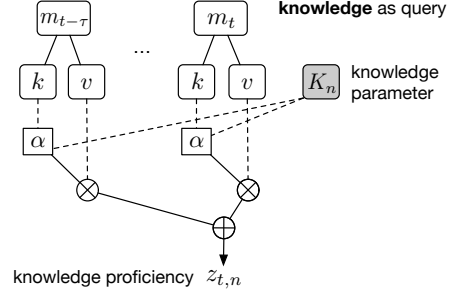 knowledge as query
m_{t-τ} ... m_t
k v k v K_n knowledge
parameter
α α
knowledge proficiency z_{t,n}